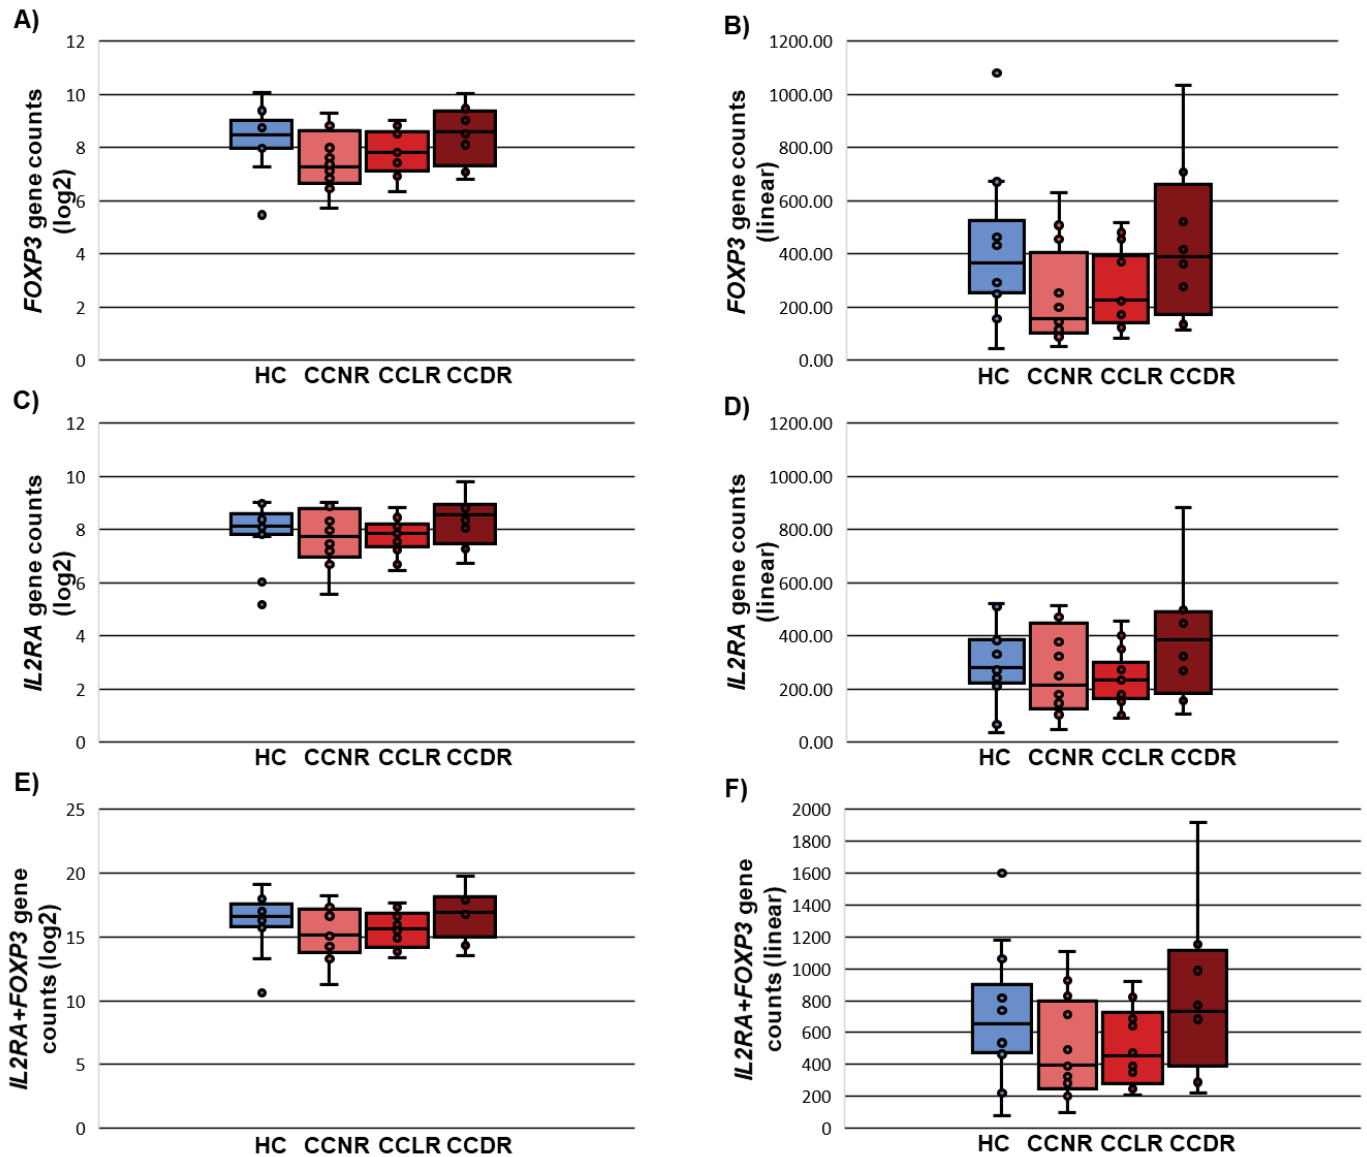 A)
FOXP3 gene counts
(log2)
12
10
8
6
4
2
0
HC CCNR CCLR CCDR
B)
FOXP3 gene counts
(linear)
1200.00
1000.00
800.00
600.00
400.00
200.00
0.00
HC CCNR CCLR CCDR
C)
IL2RA gene counts
(log2)
12
10
8
6
4
2
0
HC CCNR CCLR CCDR
D)
IL2RA gene counts
(linear)
1200.00
1000.00
800.00
600.00
400.00
200.00
0.00
HC CCNR CCLR CCDR
E)
IL2RA+FOXP3 gene
counts (log2)
25
20
15
10
5
0
HC CCNR CCLR CCDR
F)
IL2RA+FOXP3 gene
counts (linear)
2000
1800
1600
1400
1200
1000
800
600
400
200
0
HC CCNR CCLR CCDR